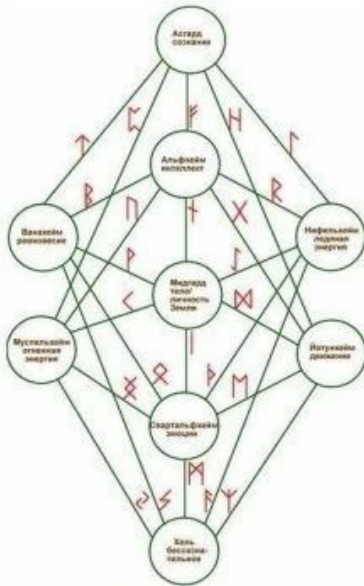 Асгард
сознание
ᛏ ᛈ ᚠ ᚺ ᛚ
Альфхейм
интеллект
ᛒ ᚢ ᚾ ᚷ ᚱ
Ванахейм
равновесие
Нифельхейм
ледяная
энергия
ᚹ ᛇ
Мидгард
тело/
личность
Земли
ᚲ ᛞ
Муспельхейм
огненная
энергия
Йотунхейм
движение
ᛁ
ᛝ ᛟ ᚦ ᛖ
Свартальфхейм
эмоции
ᛗ
ᛃ ᛊ ᚨ ᛉ
Хель
бессозна-